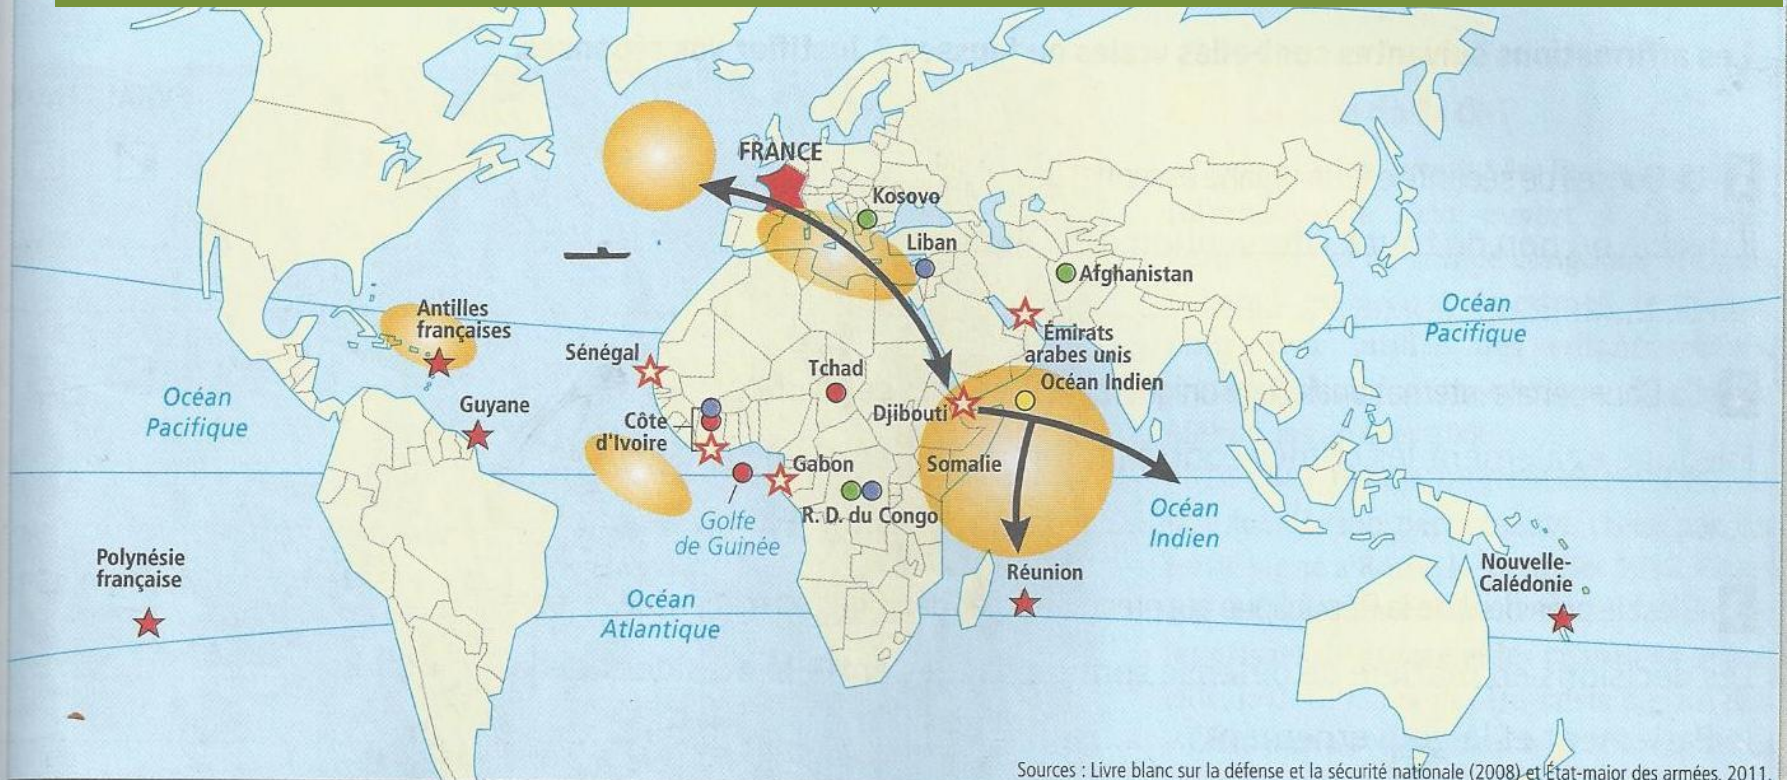 FRANCE
Kosovo
Liban
Afghanistan
Antilles
françaises
Océan
Pacifique
Émirats
arabes unis
Sénégal
Tchad
Océan Indien
Océan
Pacifique
Guyane
Côte
d'Ivoire
Djibouti
Gabon
Somalie
R. D. du Congo
Golfe
de Guinée
Océan
Indien
Polynésie
française
Réunion
Nouvelle-
Calédonie
Océan
Atlantique
Sources : Livre blanc sur la défense et la sécurité nationale (2008) et État-major des armées, 2011